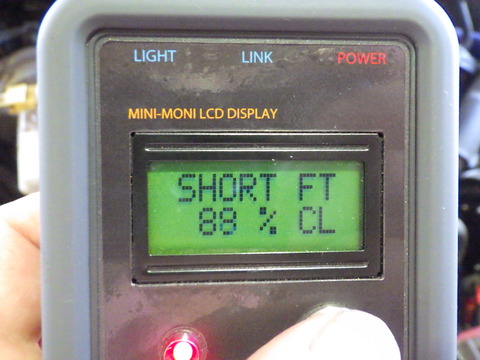 LIGHT LINK POWER
MINI-MONI LCD DISPLAY
SHORT FT
88 % CL